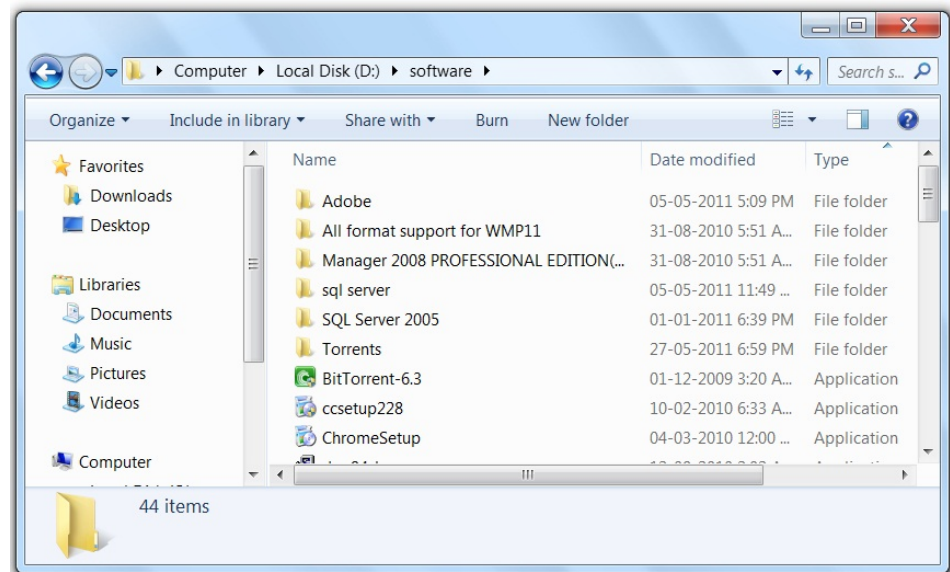 Computer Local Disk (D:) software Search s...
Organize Include in library Share with Burn New folder
Favorites
Downloads
Desktop
Libraries
Documents
Music
Pictures
Videos
Computer
Name Date modified Type
Adobe 05-05-2011 5:09 PM File folder
All format support for WMP11 31-08-2010 5:51 A... File folder
Manager 2008 PROFESSIONAL EDITION(... 31-08-2010 5:51 A... File folder
sql server 05-05-2011 11:49 ... File folder
SQL Server 2005 01-01-2011 6:39 PM File folder
Torrents 27-05-2011 6:59 PM File folder
BitTorrent-6.3 01-12-2009 3:20 A... Application
ccsetup228 10-02-2010 6:33 A... Application
ChromeSetup 04-03-2010 12:00 ... Application
44 items